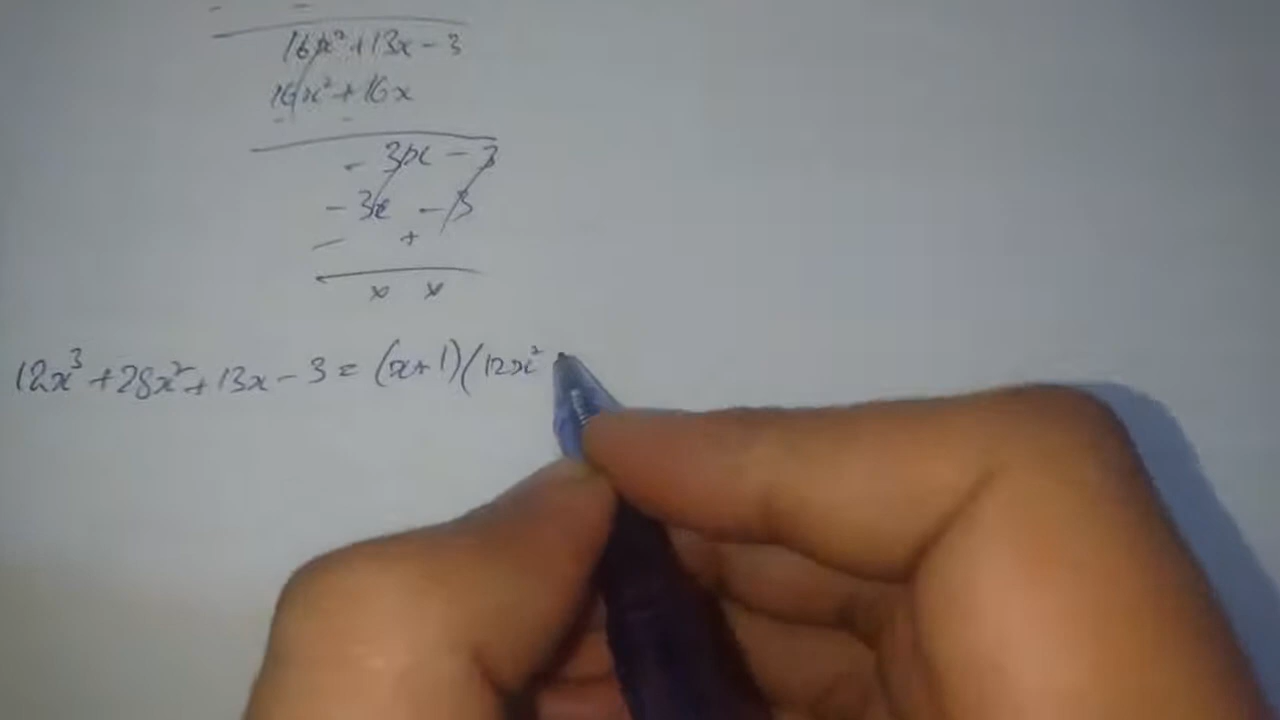 - -
16x² + 13x - 3
16x² + 16x
- -
- 3x - 3
- 3x - 3
- +
x x
12x³ + 28x² + 13x - 3 = (x+1)(12x²